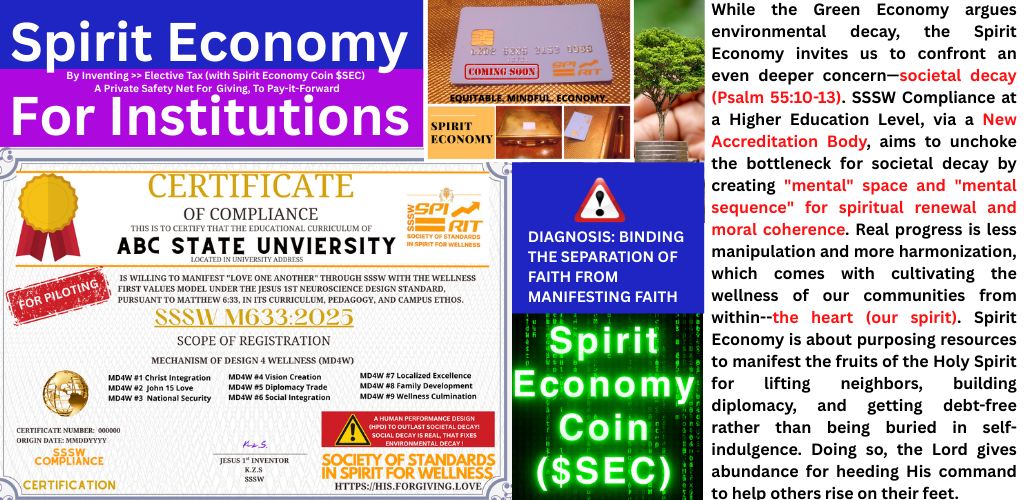 Spirit Economy
By Inventing >> Elective Tax (with Spirit Economy Coin $SEC)
A Private Safety Net For Giving, To Pay-it-Forward
For Institutions
COMING SOON
SPIRIT
EQUITABLE. MINDFUL. ECONOMY.
SPIRIT
ECONOMY
CERTIFICATE
OF COMPLIANCE
THIS IS TO CERTIFY THAT THE EDUCATIONAL CURRICULUM OF
ABC STATE UNVIERSITY
LOCATED IN UNIVERSITY ADDRESS
SSSW
SPIRIT
SOCIETY OF STANDARDS
IN SPIRIT FOR WELLNESS
FOR PILOTING
IS WILLING TO MANIFEST "LOVE ONE ANOTHER" THROUGH SSSW WITH THE WELLNESS
FIRST VALUES MODEL UNDER THE JESUS 1ST NEUROSCIENCE DESIGN STANDARD,
PURSUANT TO MATTHEW 6:33, IN ITS CURRICULUM, PEDAGOGY, AND CAMPUS ETHOS.
SSSW M633:2025
SCOPE OF REGISTRATION
MECHANISM OF DESIGN 4 WELLNESS (MD4W)
MD4W #1 Christ Integration
MD4W #2 John 15 Love
MD4W #3 National Security
MD4W #4 Vision Creation
MD4W #5 Diplomacy Trade
MD4W #6 Social Integration
MD4W #7 Localized Excellence
MD4W #8 Family Development
MD4W #9 Wellness Culmination
CERTIFICATE NUMBER: 000000
ORIGIN DATE: MMDDYYYY
SSSW
COMPLIANCE
CERTIFICATION
K.Z.S.
JESUS 1st INVENTOR
K.Z.S
SSSW
A HUMAN PERFORMANCE DESIGN
(HPD) TO OUTLAST SOCIETAL DECAY!
SOCIAL DECAY IS REAL, THAT FIXES
ENVIRONMENTAL DECAY!
SOCIETY OF STANDARDS
IN SPIRIT FOR WELLNESS
HTTPS://HIS.FORGIVING.LOVE
DIAGNOSIS: BINDING
THE SEPARATION OF
FAITH FROM
MANIFESTING FAITH
Spirit
Economy
Coin
($SEC)
While the Green Economy argues
environmental decay, the Spirit
Economy invites us to confront an
even deeper concern—societal decay
(Psalm 55:10-13). SSSW Compliance at
a Higher Education Level, via a New
Accreditation Body, aims to unchoke
the bottleneck for societal decay by
creating "mental" space and "mental
sequence" for spiritual renewal and
moral coherence. Real progress is less
manipulation and more harmonization,
which comes with cultivating the
wellness of our communities from
within--the heart (our spirit). Spirit
Economy is about purposing resources
to manifest the fruits of the Holy Spirit
for lifting neighbors, building
diplomacy, and getting debt-free
rather than being buried in self-
indulgence. Doing so, the Lord gives
abundance for heeding His command
to help others rise on their feet.